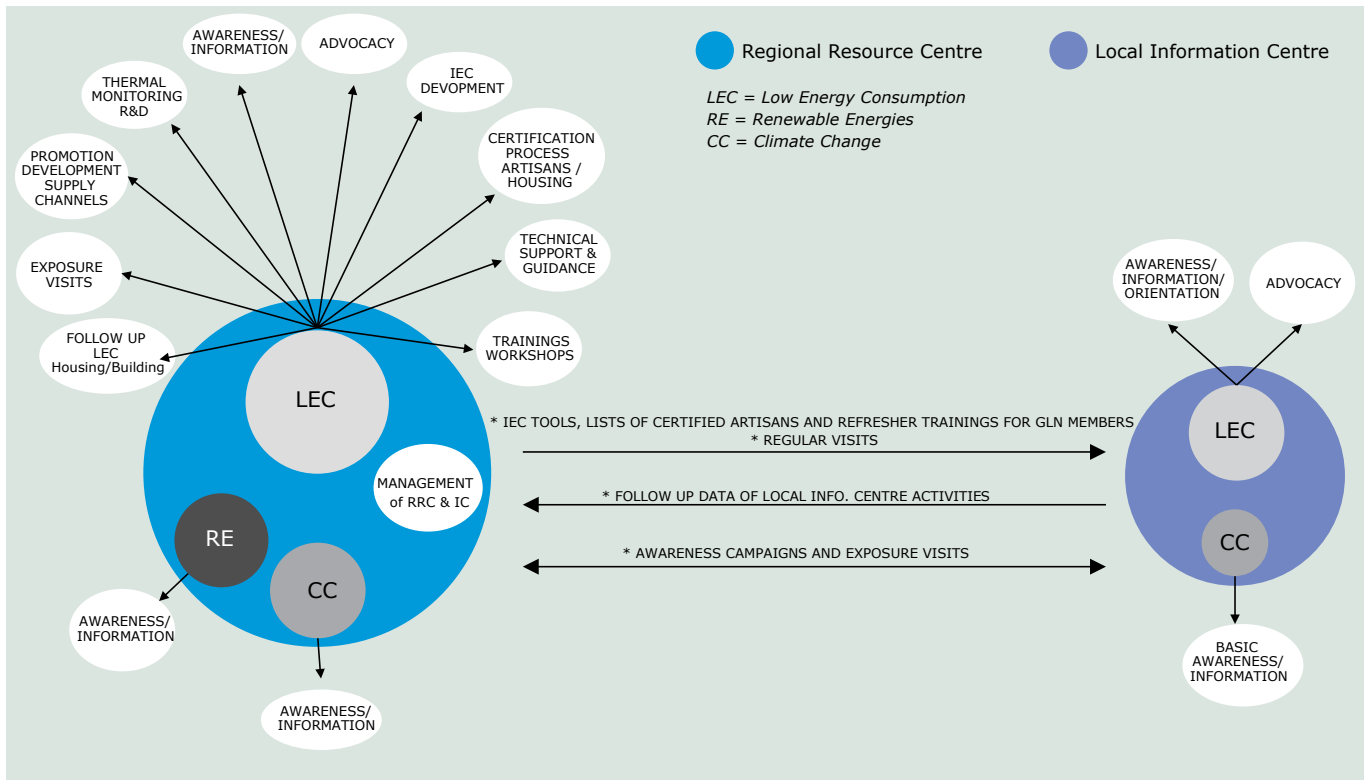 AWARENESS/
INFORMATION
ADVOCACY
IEC
DEVOPMENT
THERMAL
MONITORING
R&D
CERTIFICATION
PROCESS
ARTISANS /
HOUSING
PROMOTION
DEVELOPMENT
SUPPLY
CHANNELS
TECHNICAL
SUPPORT &
GUIDANCE
EXPOSURE
VISITS
TRAININGS
WORKSHOPS
FOLLOW UP
LEC
Housing/Building
LEC
MANAGEMENT
of RRC & IC
RE
CC
AWARENESS/
INFORMATION
AWARENESS/
INFORMATION
Regional Resource Centre
Local Information Centre
LEC = Low Energy Consumption
RE = Renewable Energies
CC = Climate Change
* IEC TOOLS, LISTS OF CERTIFIED ARTISANS AND REFRESHER TRAININGS FOR GLN MEMBERS
* REGULAR VISITS
* FOLLOW UP DATA OF LOCAL INFO. CENTRE ACTIVITIES
* AWARENESS CAMPAIGNS AND EXPOSURE VISITS
AWARENESS/
INFORMATION/
ORIENTATION
ADVOCACY
LEC
CC
BASIC
AWARENESS/
INFORMATION